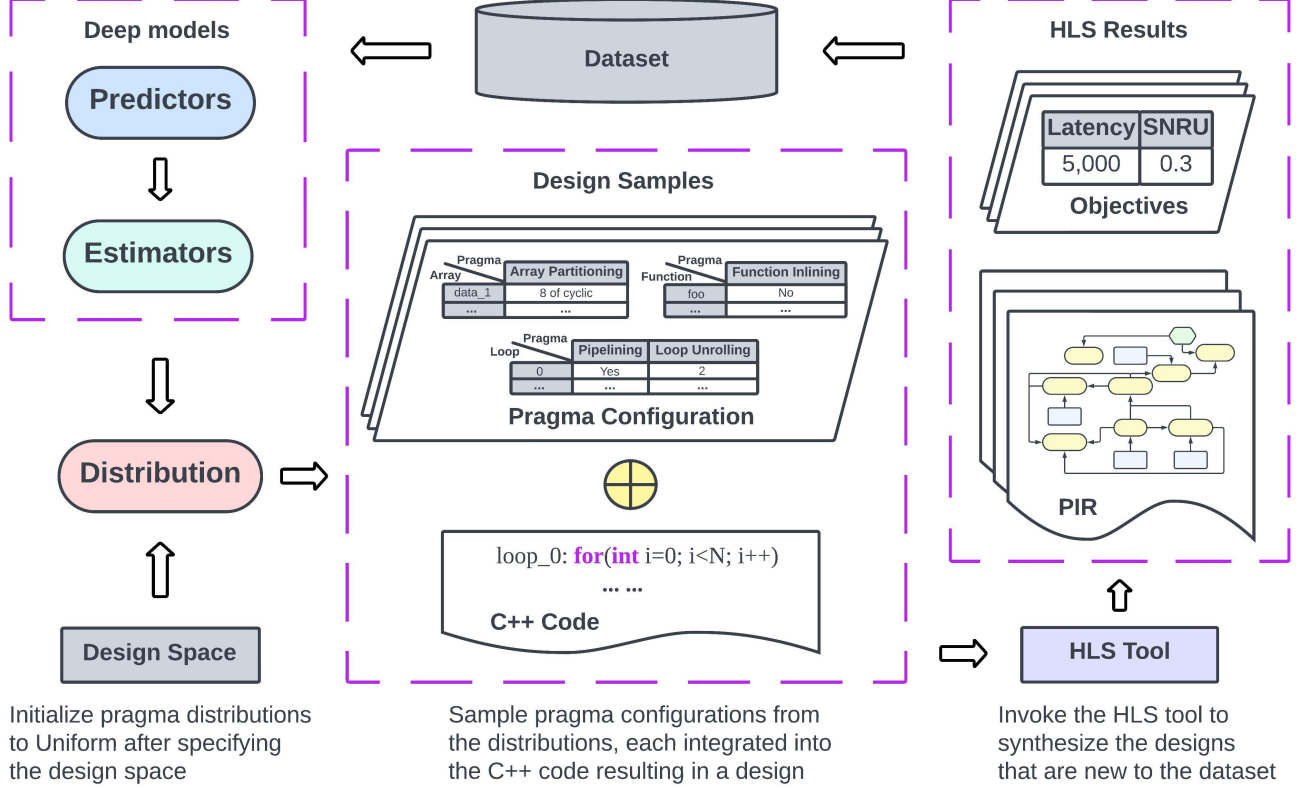 Deep models
Predictors
Estimators
Distribution
Design Space
Initialize pragma distributions
to Uniform after specifying
the design space
Dataset
Design Samples
Pragma
Array
Array Partitioning
data_1
8 of cyclic
...
...
Pragma
Function
Function Inlining
foo
No
...
...
Pragma
Loop
Pipelining
Loop Unrolling
0
Yes
2
...
...
...
Pragma Configuration
loop_0: for(int i=0; i<N; i++)
... ...
C++ Code
Sample pragma configurations from
the distributions, each integrated into
the C++ code resulting in a design
HLS Results
Latency SNRU
5,000 0.3
Objectives
PIR
HLS Tool
Invoke the HLS tool to
synthesize the designs
that are new to the dataset